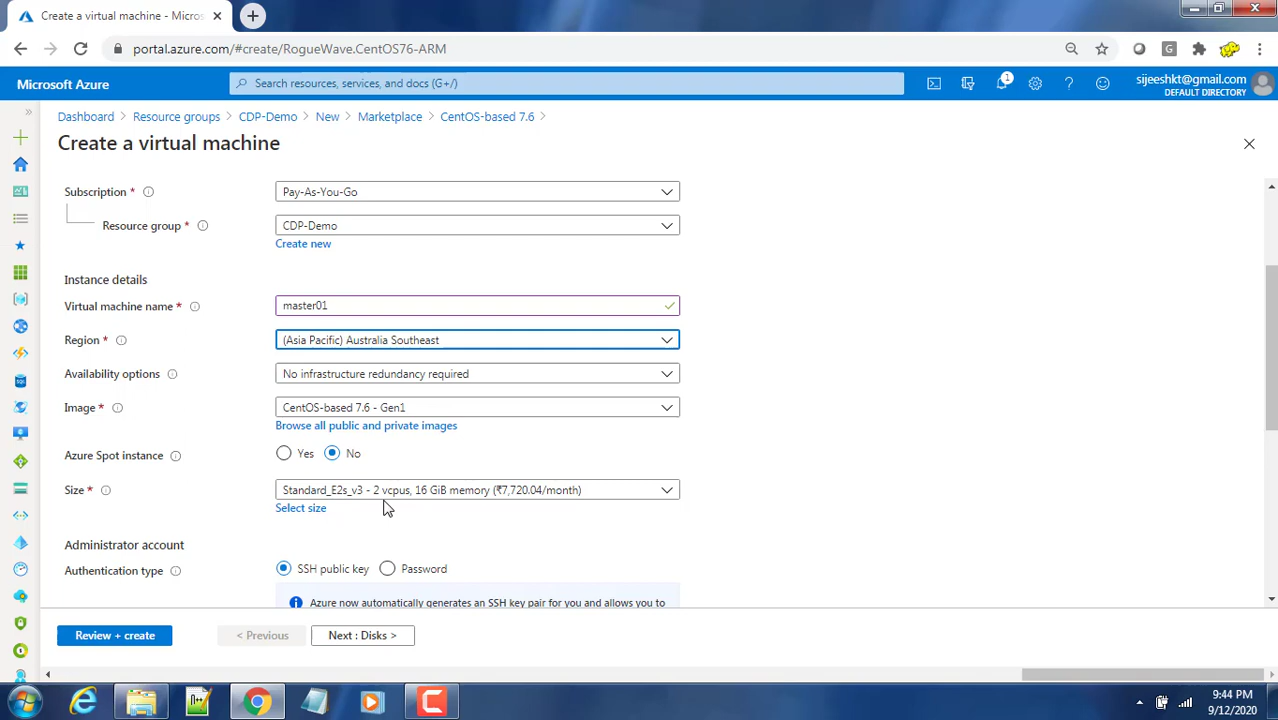 Create a virtual machine - Micros
portal.azure.com/#create/RogueWave.CentOS76-ARM
G
Microsoft Azure
Search resources, services, and docs (G+/)
1
sijeeshkt@gmail.com
DEFAULT DIRECTORY
Dashboard > Resource groups > CDP-Demo > New > Marketplace > CentOS-based 7.6 >
Create a virtual machine
Subscription *
Pay-As-You-Go
Resource group *
CDP-Demo
Create new
Instance details
Virtual machine name *
master01
Region *
(Asia Pacific) Australia Southeast
Availability options
No infrastructure redundancy required
Image *
CentOS-based 7.6 - Gen1
Browse all public and private images
Azure Spot instance
Yes No
Size *
Standard_E2s_v3 - 2 vcpus, 16 GiB memory (₹7,720.04/month)
Select size
Administrator account
Authentication type
SSH public key Password
Azure now automatically generates an SSH key pair for you and allows you to
Review + create
< Previous
Next : Disks >
9:44 PM
9/12/2020